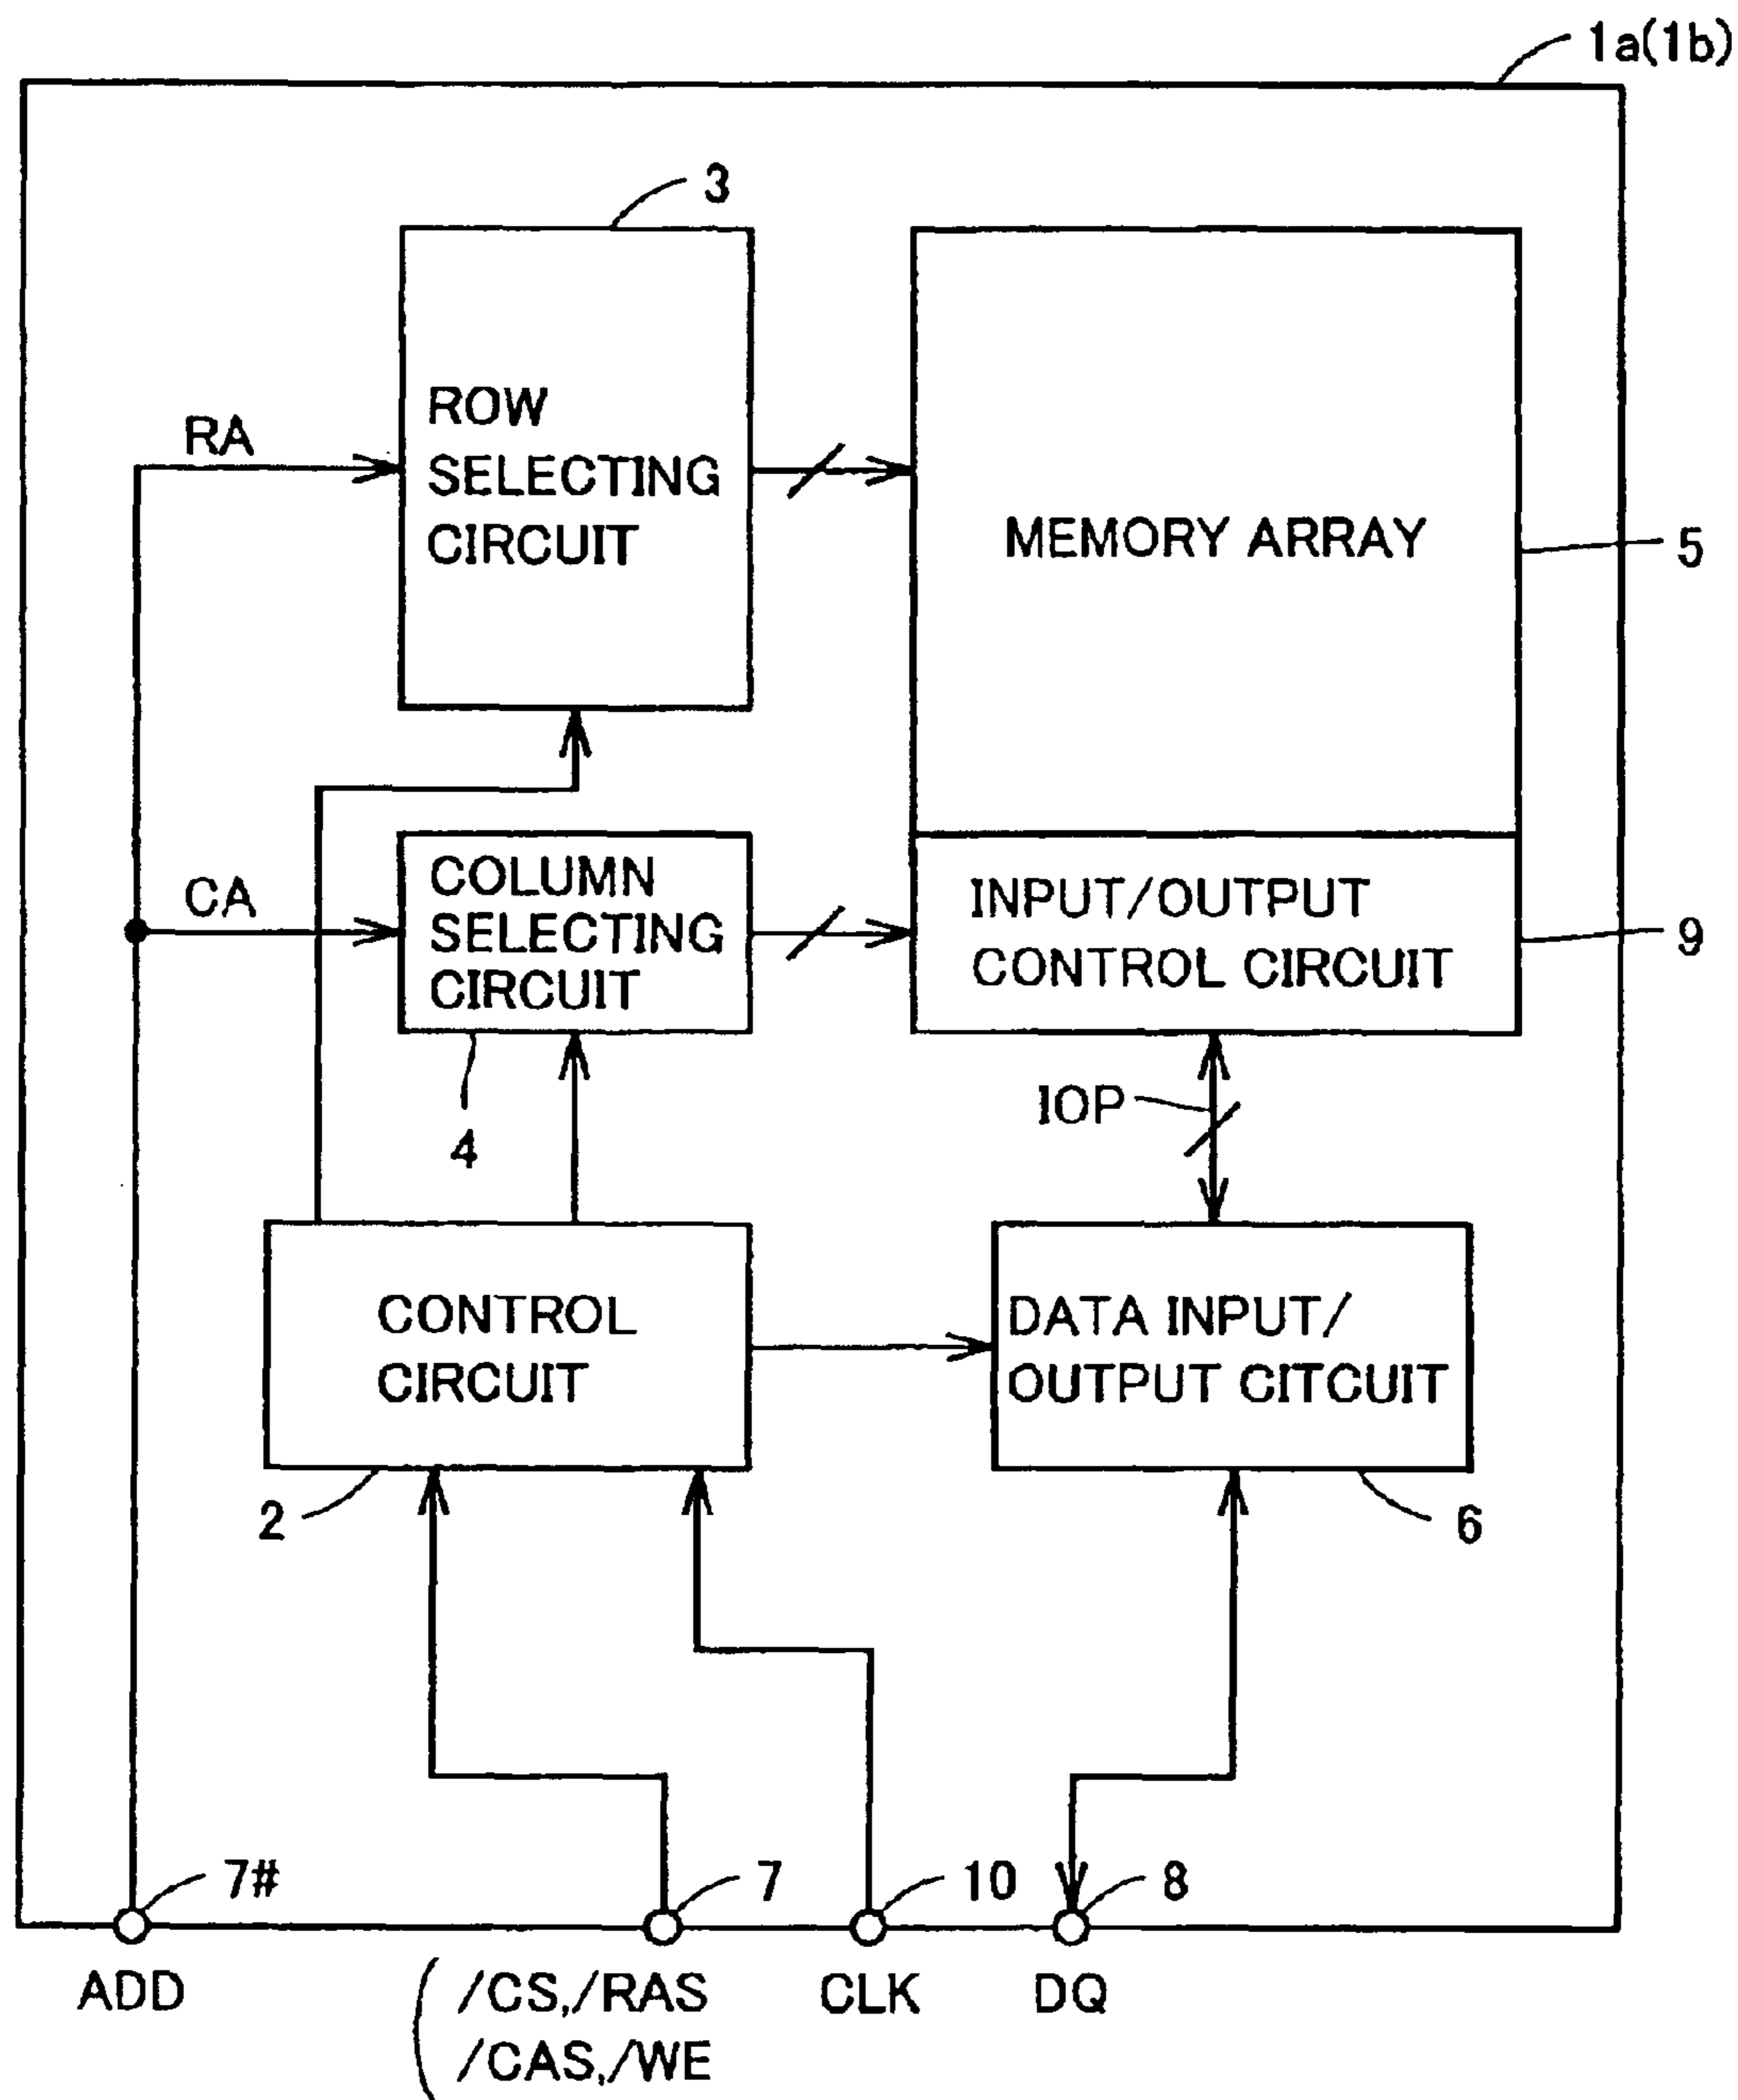 1a(1b)
3
ROW
SELECTING
CIRCUIT
RA
MEMORY ARRAY
5
COLUMN
SELECTING
CIRCUIT
CA
INPUT/OUTPUT
CONTROL CIRCUIT
9
4
IOP
CONTROL
CIRCUIT
DATA INPUT/
OUTPUT CITCUIT
2
6
7#
7
10
8
ADD
/CS,/RAS
/CAS,/WE
CLK
DQ